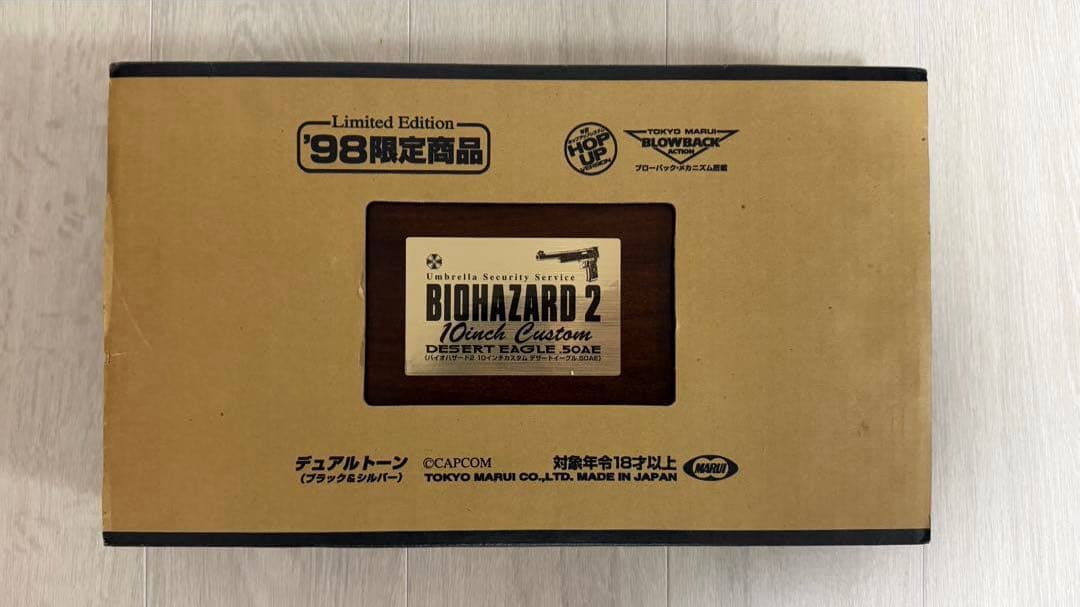 Limited Edition
'98限定商品
HOP
UP
VERSION
TOKYO MARUI
BLOWBACK
ACTION
ブローバック・メカニズム搭載
Umbrella Security Service
BIOHAZARD 2
10inch Custom
DESERT EAGLE .50AE
(バイオハザード2 10インチカスタム デザートイーグル.50AE)
デュアルトーン
(ブラック&シルバー)
©CAPCOM
対象年令18才以上
TOKYO MARUI CO.,LTD. MADE IN JAPAN
MARUI